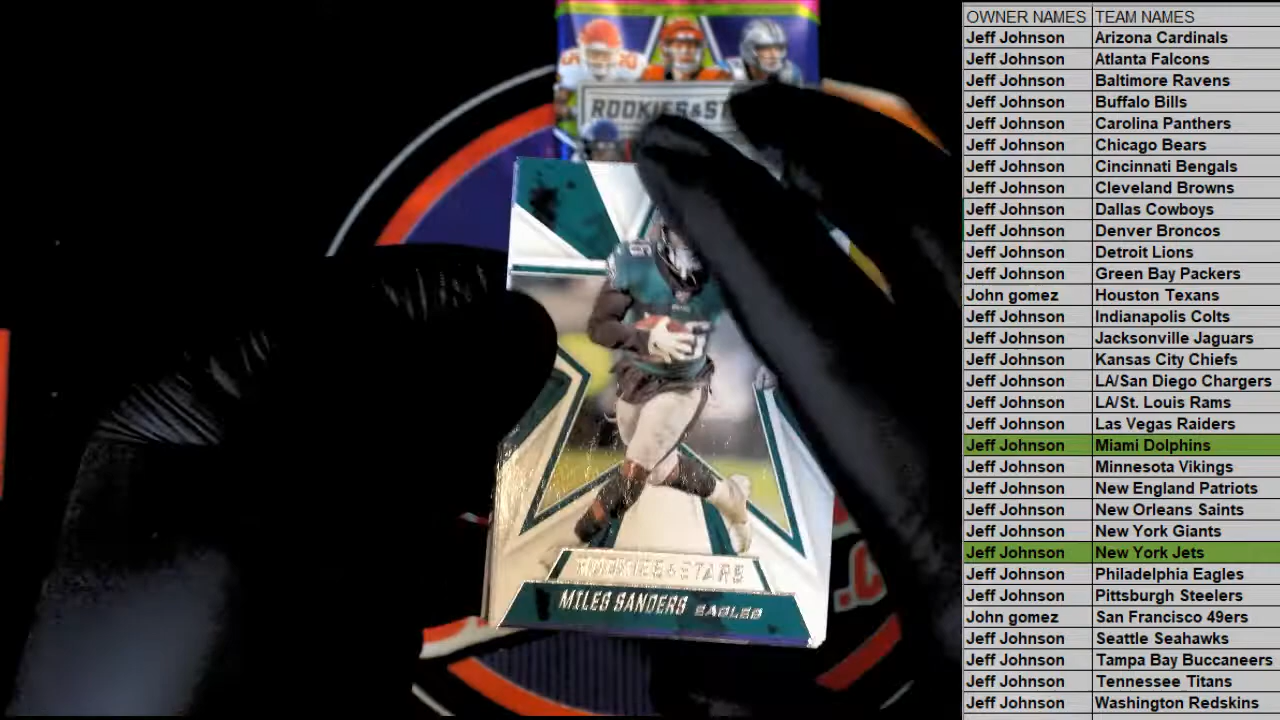 ROOKIES&ST
ROOKIES&STARS
MILES SANDERS EAGLES
OWNER NAMES TEAM NAMES
Jeff Johnson Arizona Cardinals
Jeff Johnson Atlanta Falcons
Jeff Johnson Baltimore Ravens
Jeff Johnson Buffalo Bills
Jeff Johnson Carolina Panthers
Jeff Johnson Chicago Bears
Jeff Johnson Cincinnati Bengals
Jeff Johnson Cleveland Browns
Jeff Johnson Dallas Cowboys
Jeff Johnson Denver Broncos
Jeff Johnson Detroit Lions
Jeff Johnson Green Bay Packers
John gomez Houston Texans
Jeff Johnson Indianapolis Colts
Jeff Johnson Jacksonville Jaguars
Jeff Johnson Kansas City Chiefs
Jeff Johnson LA/San Diego Chargers
Jeff Johnson LA/St. Louis Rams
Jeff Johnson Las Vegas Raiders
Jeff Johnson Miami Dolphins
Jeff Johnson Minnesota Vikings
Jeff Johnson New England Patriots
Jeff Johnson New Orleans Saints
Jeff Johnson New York Giants
Jeff Johnson New York Jets
Jeff Johnson Philadelphia Eagles
Jeff Johnson Pittsburgh Steelers
John gomez San Francisco 49ers
Jeff Johnson Seattle Seahawks
Jeff Johnson Tampa Bay Buccaneers
Jeff Johnson Tennessee Titans
Jeff Johnson Washington Redskins